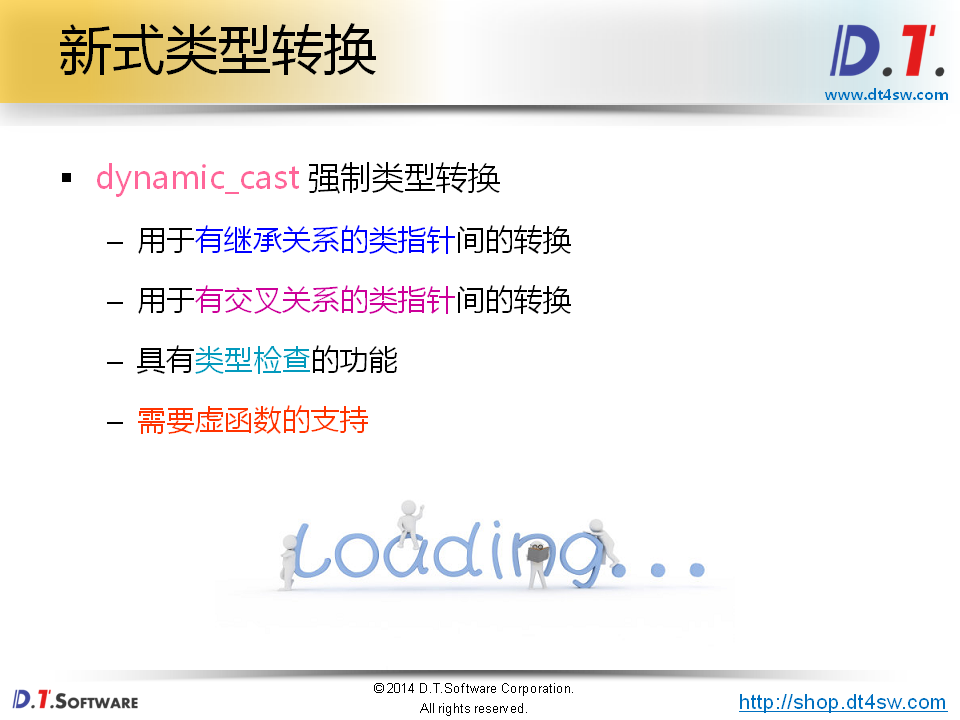 新式类型转换
D.T.
www.dt4sw.com
▪ dynamic_cast 强制类型转换
– 用于有继承关系的类指针间的转换
– 用于有交叉关系的类指针间的转换
– 具有类型检查的功能
– 需要虚函数的支持
Loading...
D.T.SOFTWARE
©2014 D.T.Software Corporation.
All rights reserved.
http://shop.dt4sw.com